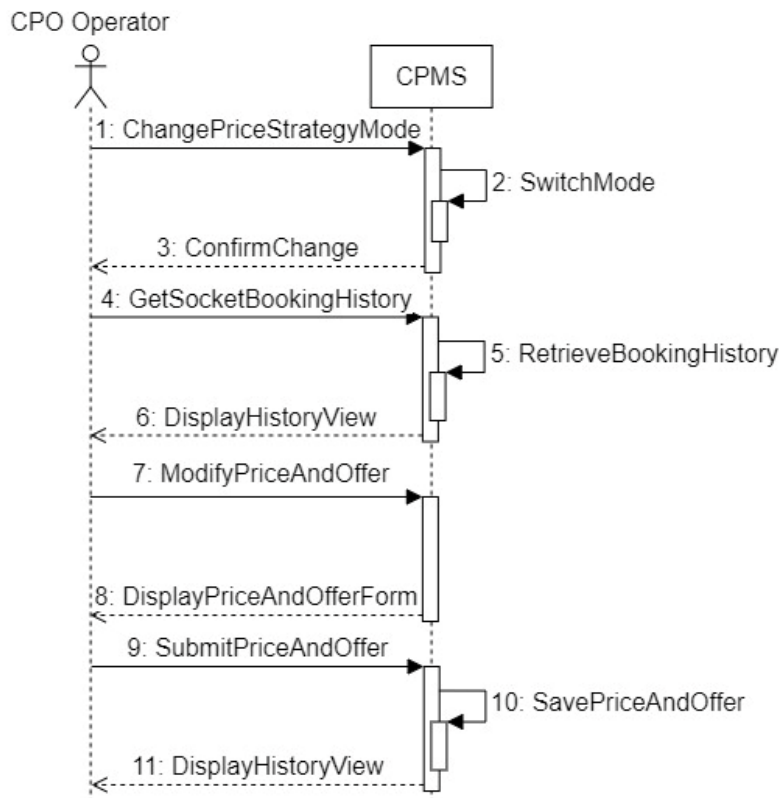 CPO Operator
CPMS
1: ChangePriceStrategyMode
2: SwitchMode
3: ConfirmChange
4: GetSocketBookingHistory
5: RetrieveBookingHistory
6: DisplayHistoryView
7: ModifyPriceAndOffer
8: DisplayPriceAndOfferForm
9: SubmitPriceAndOffer
10: SavePriceAndOffer
11: DisplayHistoryView